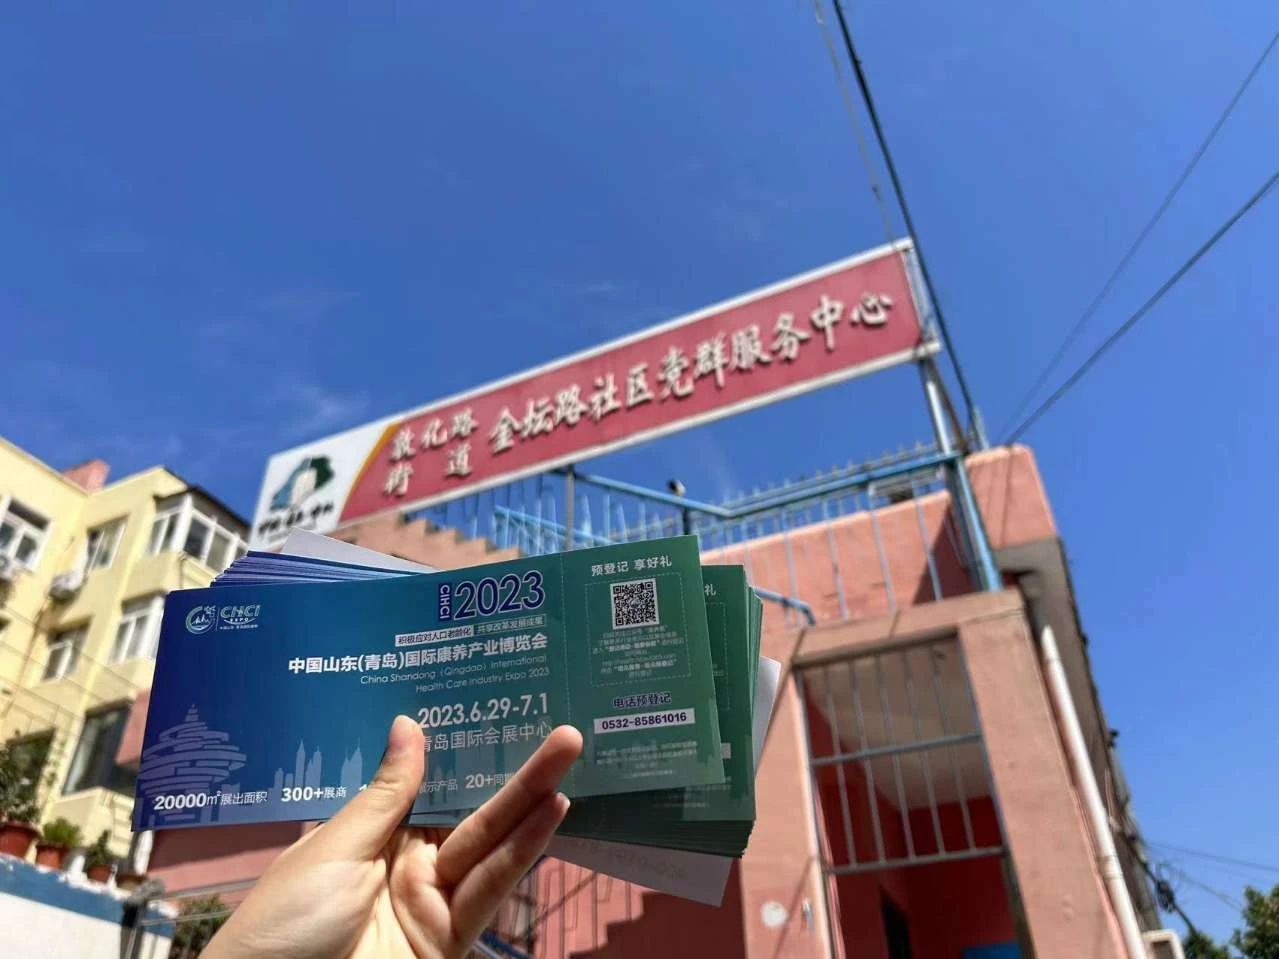 敦化路
街道
金坛路社区党群服务中心
CHCI
EXPO
CIHCI 2023
积极应对人口老龄化 共享改革发展成果
中国山东(青岛)国际康养产业博览会
China Shandong (Qingdao) International
Health Care Industry Expo 2023
2023.6.29-7.1
青岛国际会展中心
20000㎡展出面积 300+展商
展示产品 20+同期
预登记 享好礼
电话预登记
0532-85861016
礼